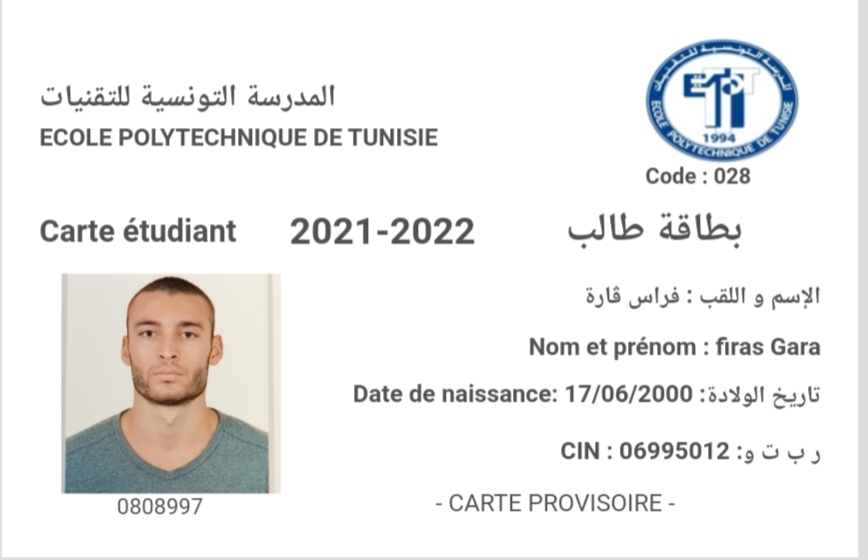 المدرسة التونسية للتقنيات
ECOLE POLYTECHNIQUE DE TUNISIE
المدرسة التونسية للتقنيات
EPT
1994
ECOLE POLYTECHNIQUE DE TUNISIE
Code : 028
Carte étudiant 2021-2022 بطاقة طالب
الإسم و اللقب : فراس ڨارة
Nom et prénom : firas Gara
Date de naissance: 17/06/2000 تاريخ الولادة:
CIN : 06995012 ر ب ت و:
0808997
- CARTE PROVISOIRE -